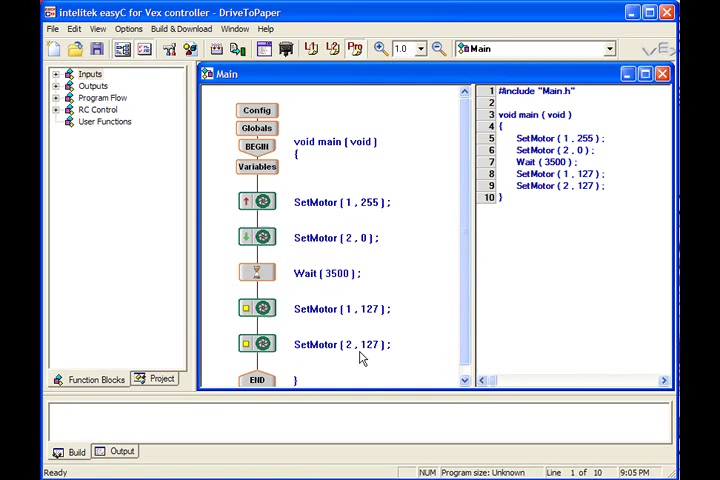 intelitek easyC for Vex controller - DriveToPaper
File Edit View Options Build & Download Window Help
1.0 Main
Inputs
Outputs
Program Flow
RC Control
User Functions
Function Blocks Project
Main
Config
Globals
BEGIN
Variables
void main ( void )
{
SetMotor ( 1 , 255 ) ;
SetMotor ( 2 , 0 ) ;
Wait ( 3500 ) ;
SetMotor ( 1 , 127 ) ;
SetMotor ( 2 , 127 ) ;
END }
1 #include "Main.h"
2
3 void main ( void )
4 {
5 SetMotor ( 1 , 255 ) ;
6 SetMotor ( 2 , 0 ) ;
7 Wait ( 3500 ) ;
8 SetMotor ( 1 , 127 ) ;
9 SetMotor ( 2 , 127 ) ;
10 }
Build Output
Ready NUM Program size: Unknown Line 1 of 10 9:05 PM